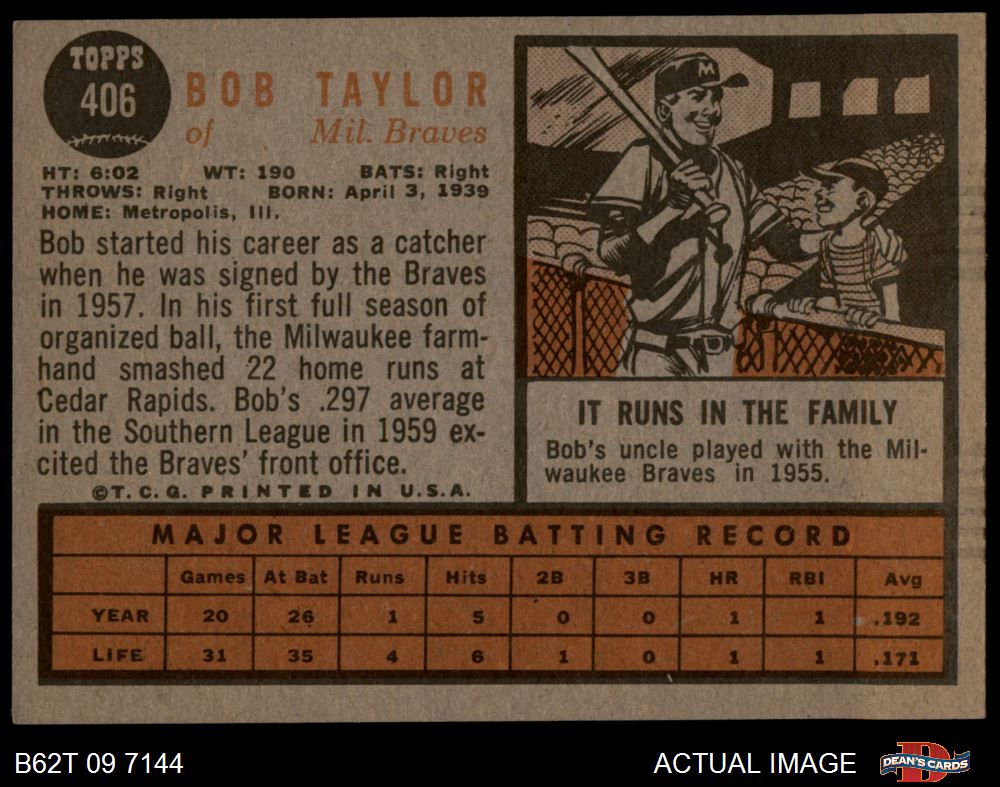 TOPPS
406
BOB TAYLOR
of Mil. Braves
HT: 6:02 WT: 190 BATS: Right
THROWS: Right BORN: April 3, 1939
HOME: Metropolis, Ill.
Bob started his career as a catcher
when he was signed by the Braves
in 1957. In his first full season of
organized ball, the Milwaukee farm-
hand smashed 22 home runs at
Cedar Rapids. Bob's .297 average
in the Southern League in 1959 ex-
cited the Braves' front office.
©T.C.G. PRINTED IN U.S.A.
M
IT RUNS IN THE FAMILY
Bob's uncle played with the Mil-
waukee Braves in 1955.
MAJOR LEAGUE BATTING RECORD
Games At Bat Runs Hits 2B 3B HR RBI Avg
YEAR 20 26 1 5 0 0 1 1 .192
LIFE 31 35 4 6 1 0 1 1 .171
B62T 09 7144 ACTUAL IMAGE
D
DEAN'S CARDS